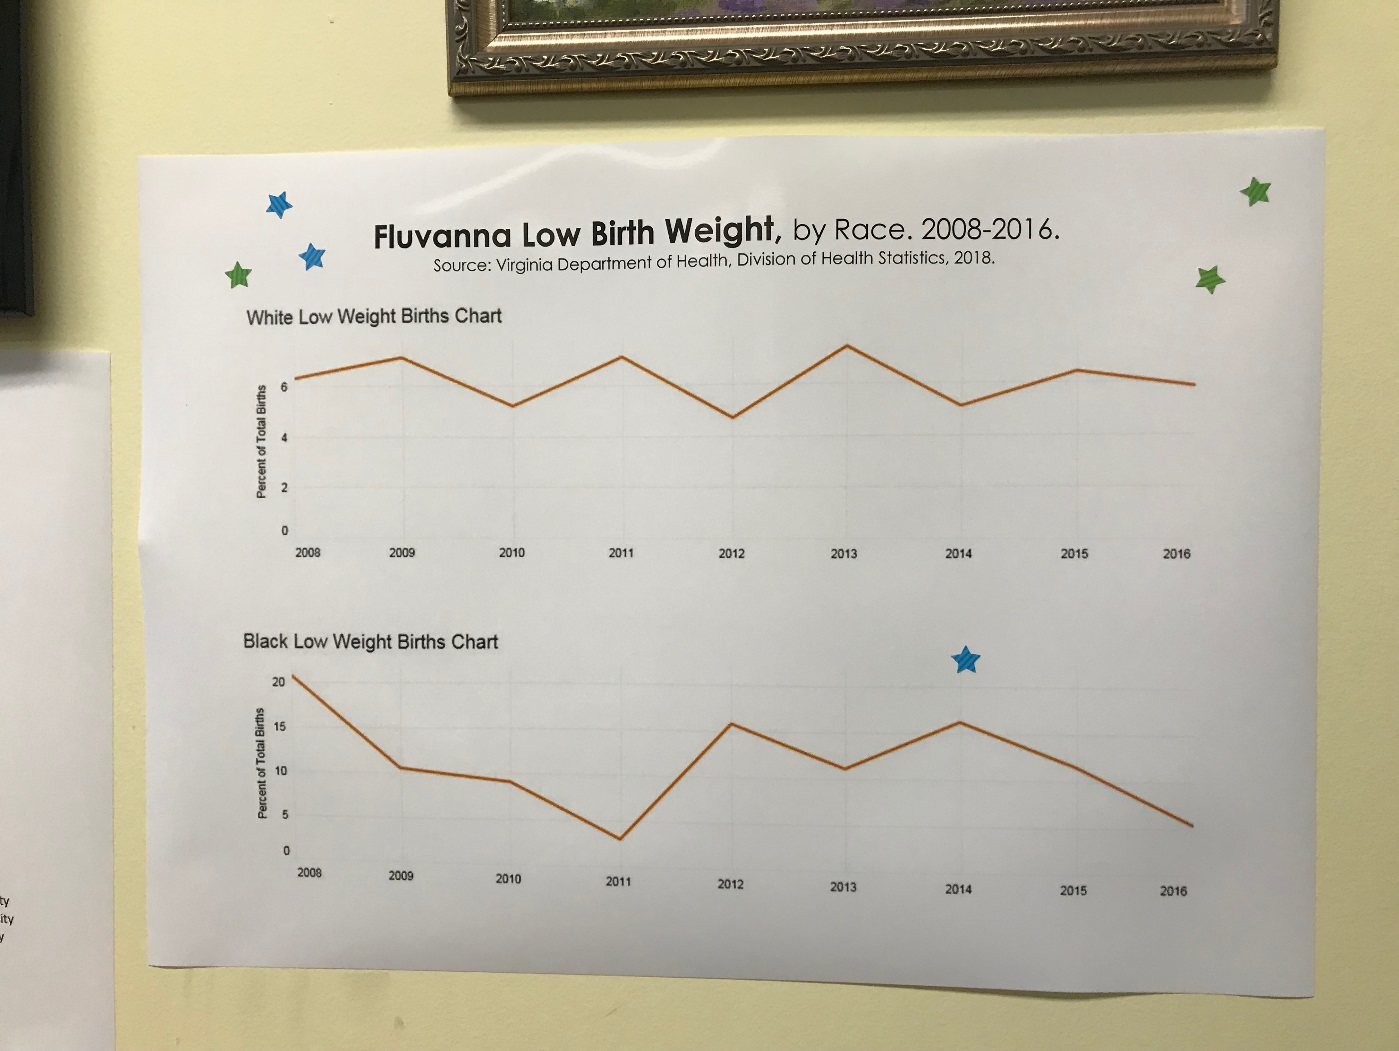 Fluvanna Low Birth Weight, by Race. 2008-2016.
Source: Virginia Department of Health, Division of Health Statistics, 2018.
White Low Weight Births Chart
Percent of Total Births
6
4
2
0
2008 2009 2010 2011 2012 2013 2014 2015 2016
Black Low Weight Births Chart
Percent of Total Births
20
15
10
5
0
2008 2009 2010 2011 2012 2013 2014 2015 2016